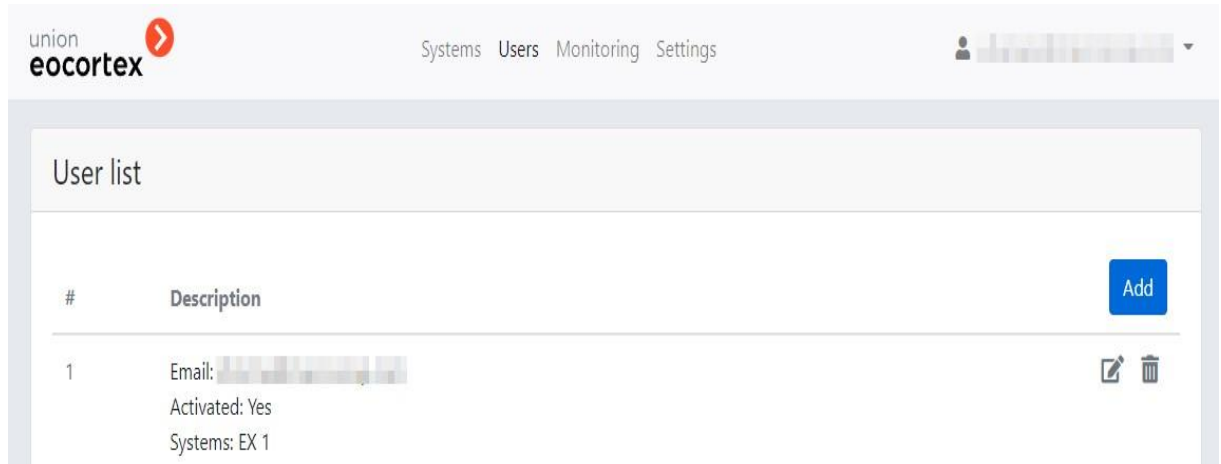 union
eocortex
Systems Users Monitoring Settings
User list
# Description Add
1 Email:
Activated: Yes
Systems: EX 1